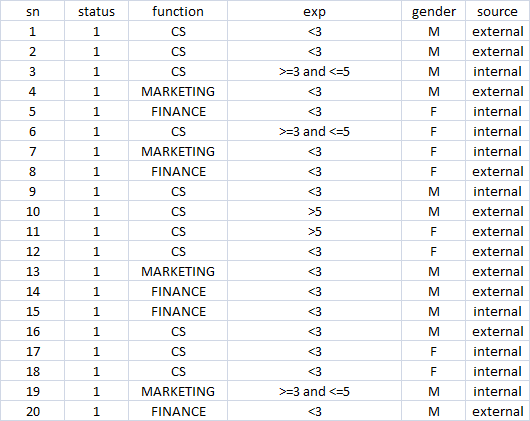 sn status function exp gender source
1 1 CS <3 M external
2 1 CS <3 M external
3 1 CS >=3 and <=5 M internal
4 1 MARKETING <3 M external
5 1 FINANCE <3 F internal
6 1 CS >=3 and <=5 F internal
7 1 MARKETING <3 F internal
8 1 FINANCE <3 F external
9 1 CS <3 M internal
10 1 CS >5 M external
11 1 CS >5 F external
12 1 CS <3 F external
13 1 MARKETING <3 M external
14 1 FINANCE <3 M external
15 1 FINANCE <3 M internal
16 1 CS <3 M external
17 1 CS <3 F internal
18 1 CS <3 F internal
19 1 MARKETING >=3 and <=5 M internal
20 1 FINANCE <3 M external